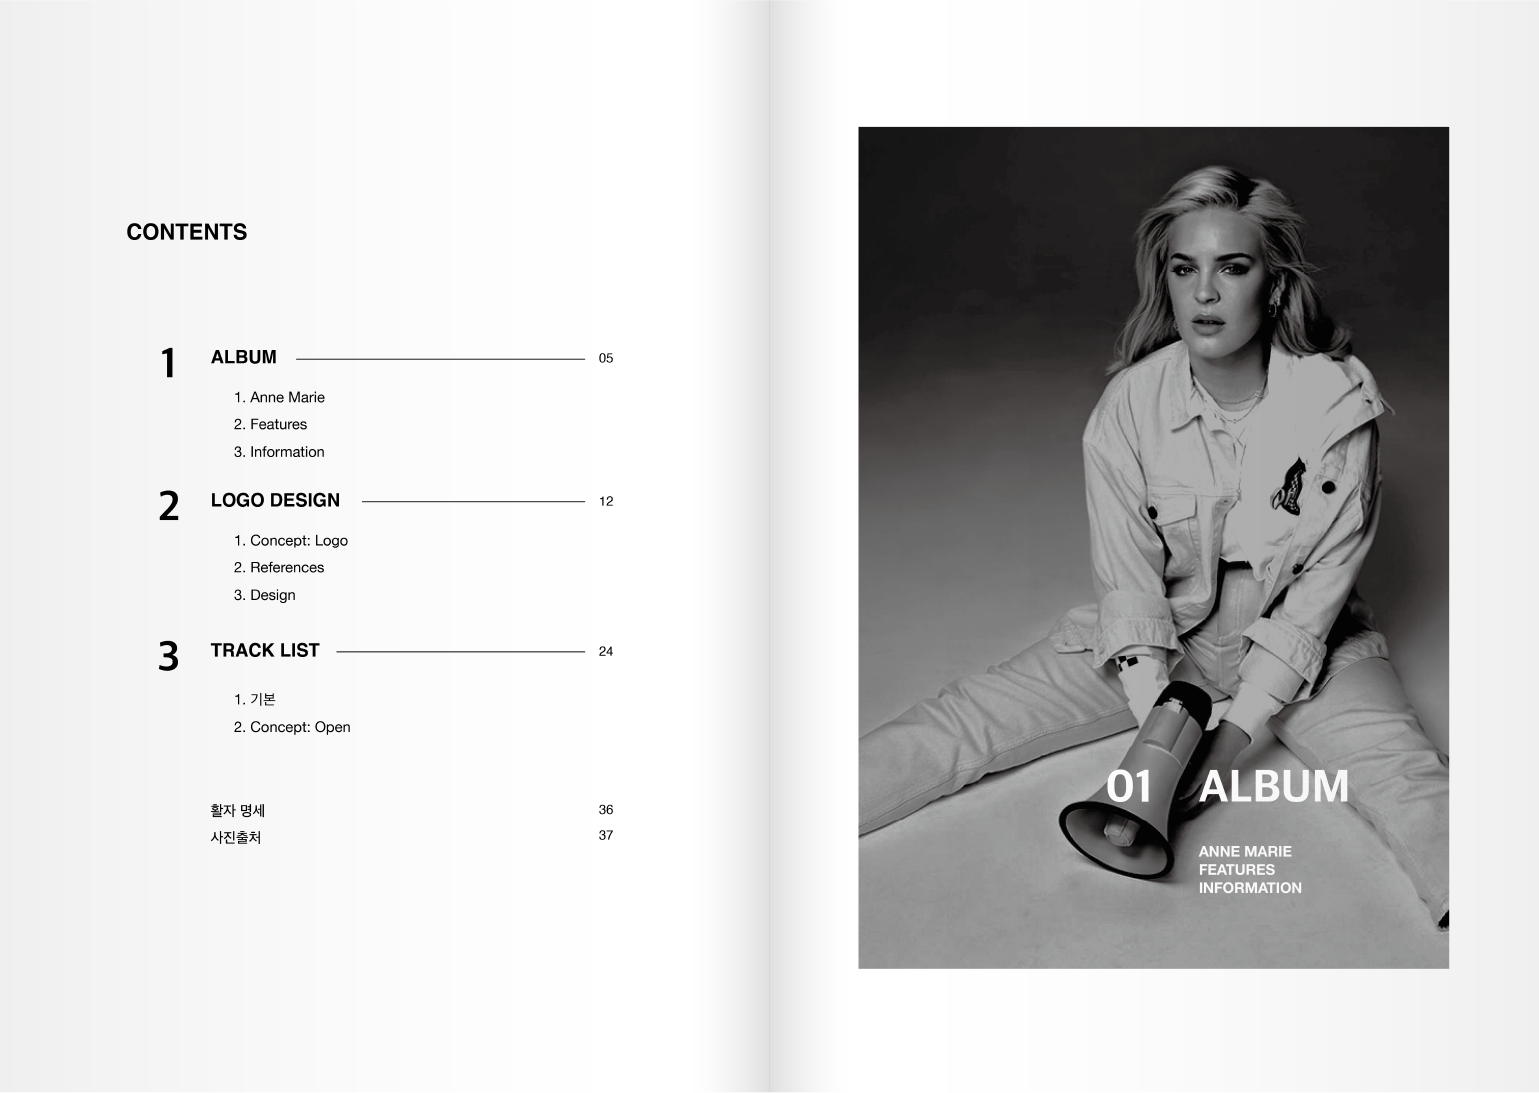 CONTENTS
1 ALBUM 05
1. Anne Marie
2. Features
3. Information
2 LOGO DESIGN 12
1. Concept: Logo
2. References
3. Design
3 TRACK LIST 24
1. 기본
2. Concept: Open
활자 명세 36
사진출처 37
01 ALBUM
ANNE MARIE
FEATURES
INFORMATION